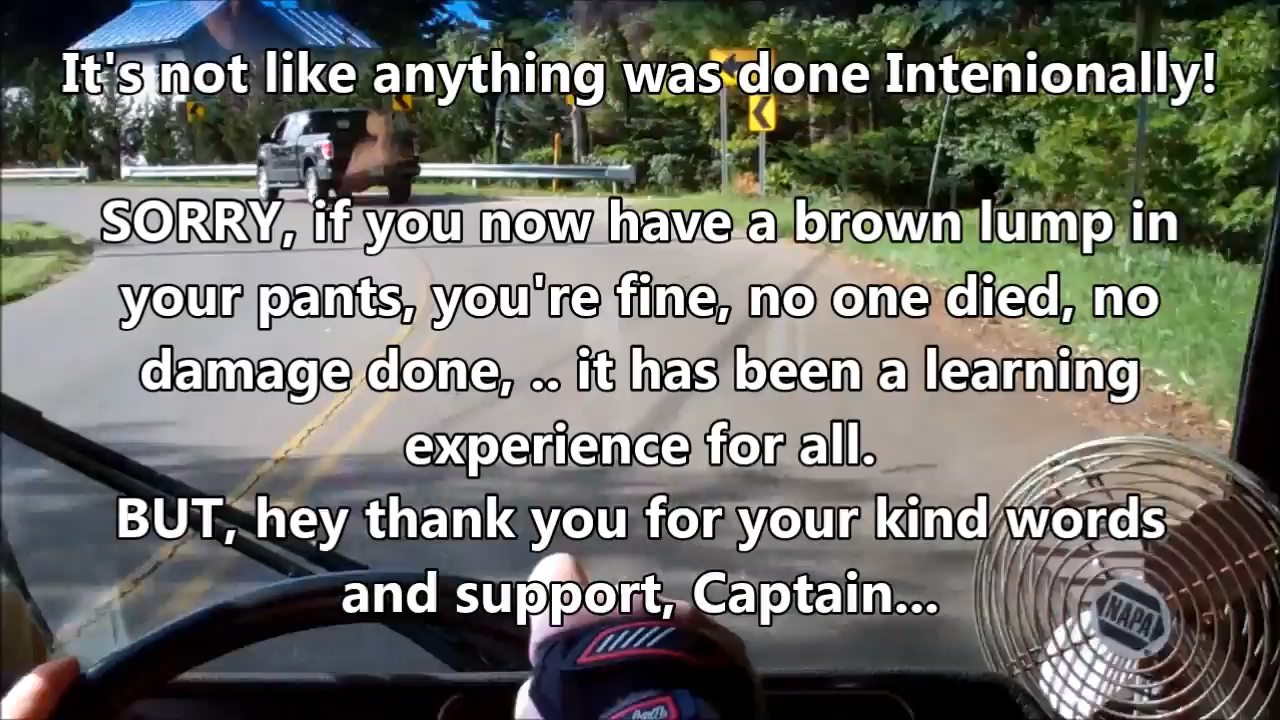 It's not like anything was done Intenionally!
SORRY, if you now have a brown lump in
your pants, you're fine, no one died, no
damage done, .. it has been a learning
experience for all.
BUT, hey thank you for your kind words
and support, Captain...
NAPA